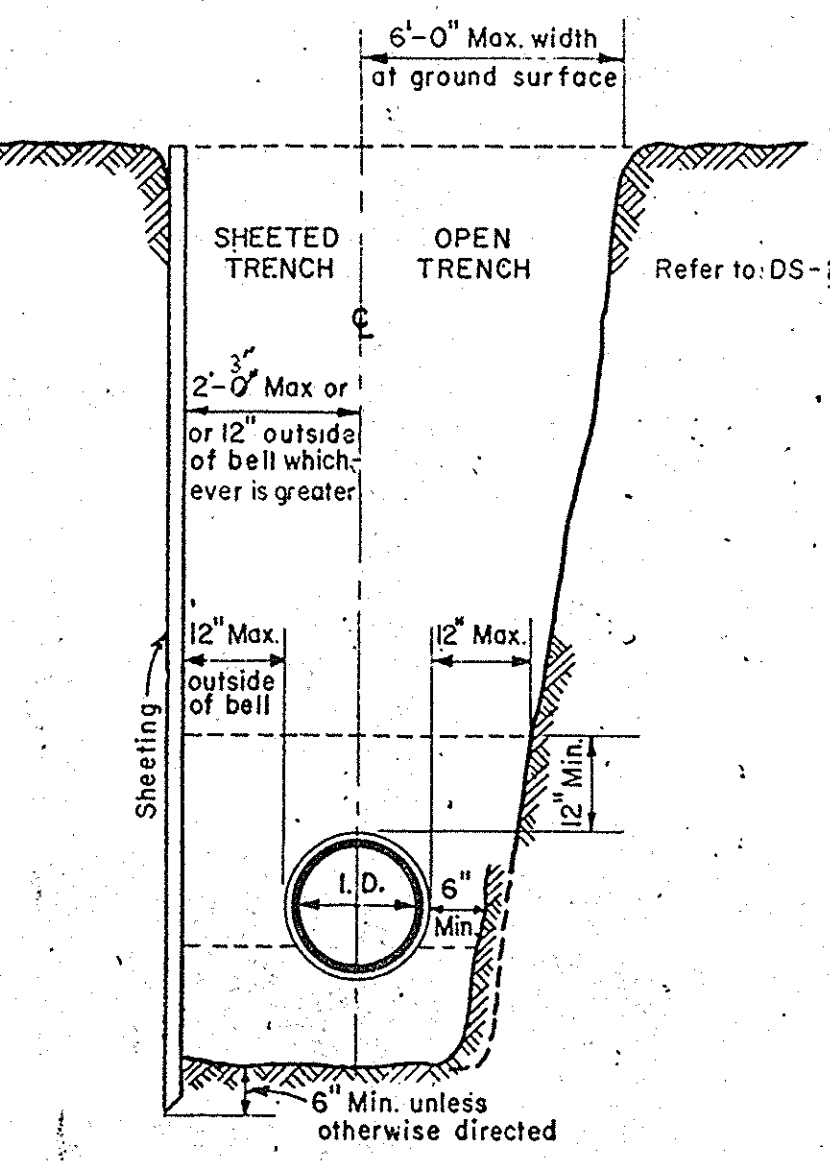 6'-0" Max. width
at ground surface
SHEETED
TRENCH
OPEN
TRENCH
Refer to: DS-
℄
3"
2'-0" Max or
or 12" outside
of bell which-
ever is greater
12" Max.
outside
of bell
12" Max.
Sheeting
12" Min.
I.D.
6"
Min.
6" Min. unless
otherwise directed